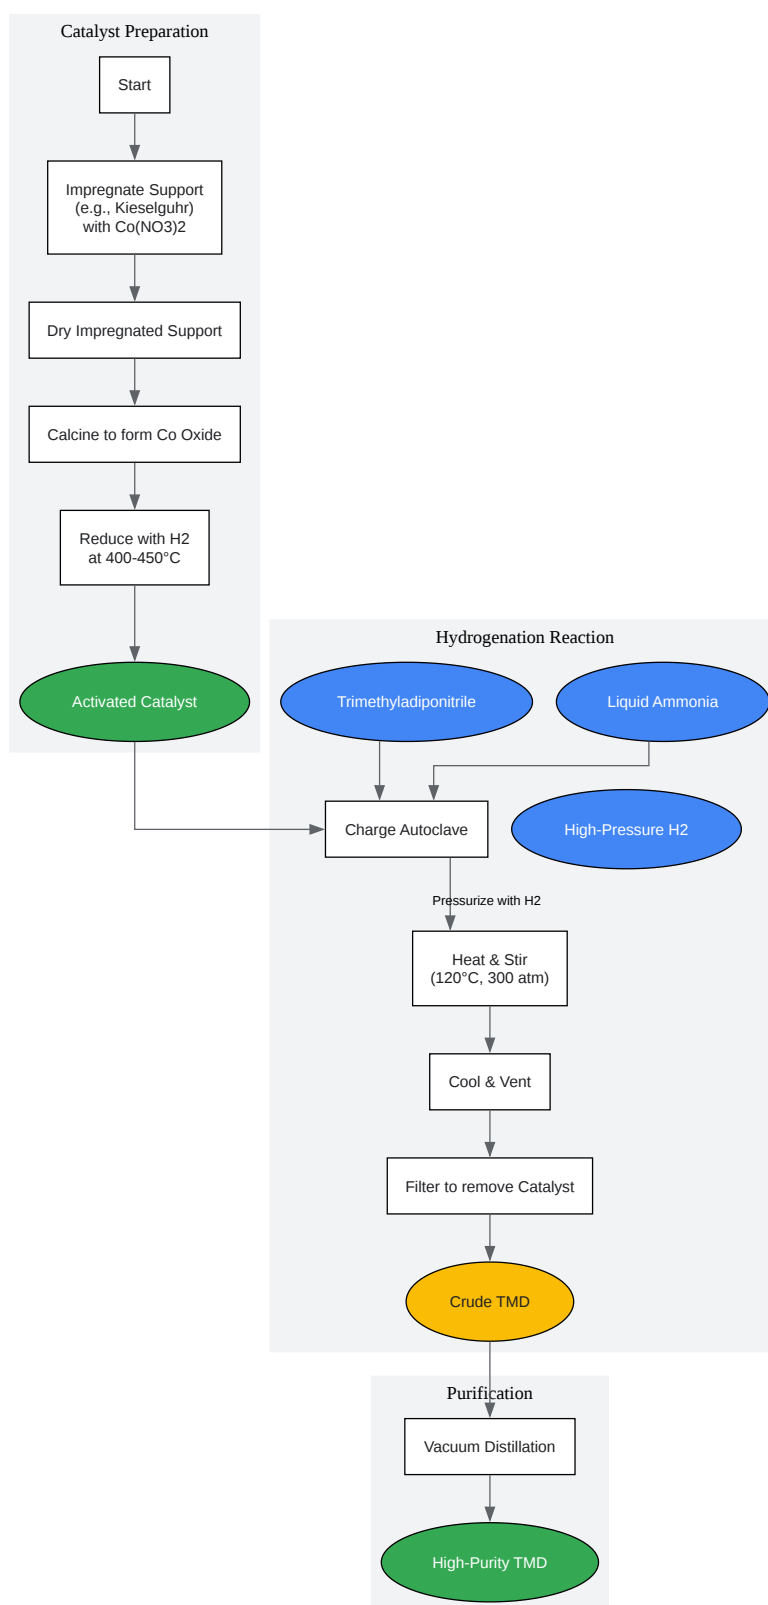 Catalyst Preparation
Start
Impregnate Support
(e.g., Kieselguhr)
with Co(NO3)2
Dry Impregnated Support
Calcine to form Co Oxide
Reduce with H2
at 400-450°C
Activated Catalyst
Hydrogenation Reaction
Trimethyladiponitrile
Liquid Ammonia
Charge Autoclave
High-Pressure H2
Pressurize with H2
Heat & Stir
(120°C, 300 atm)
Cool & Vent
Filter to remove Catalyst
Crude TMD
Purification
Vacuum Distillation
High-Purity TMD